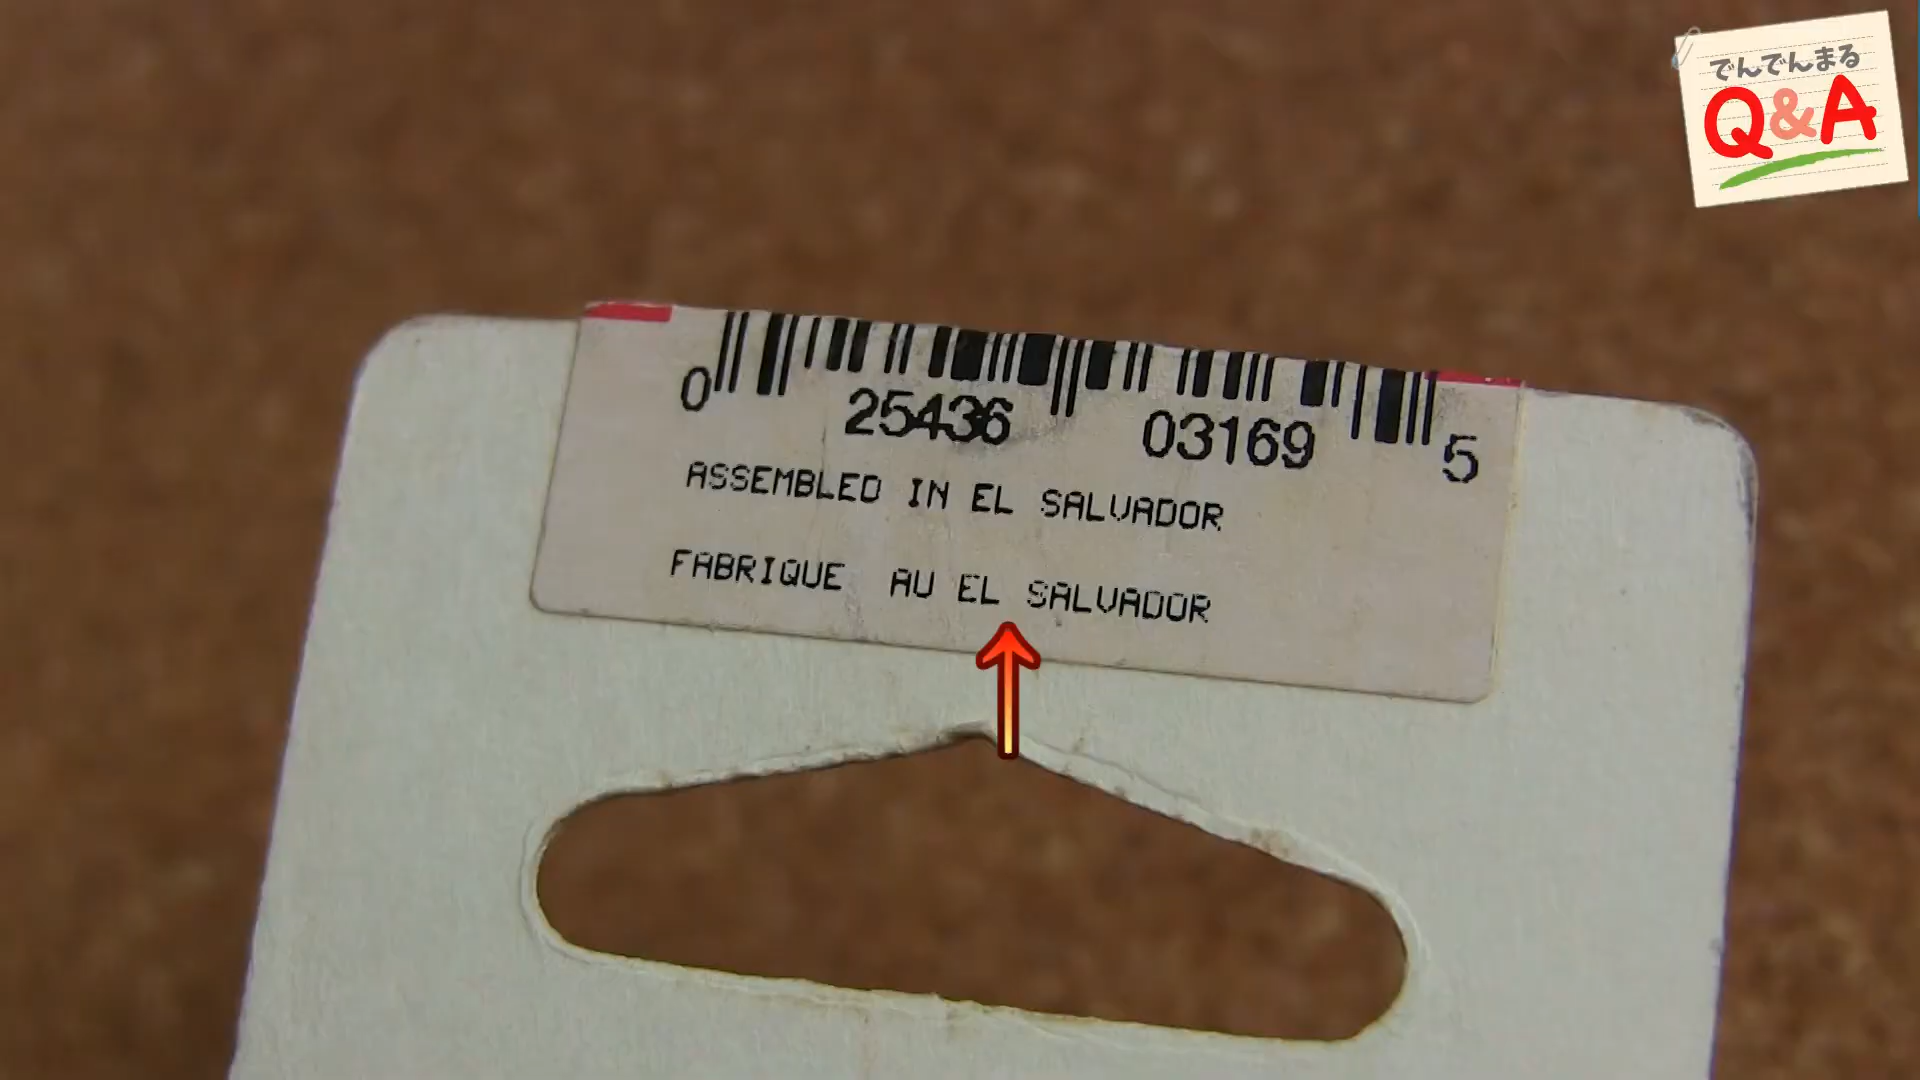 でんでんまる
Q&A
0 25436 03169 5
ASSEMBLED IN EL SALVADOR
FABRIQUE AU EL SALVADOR